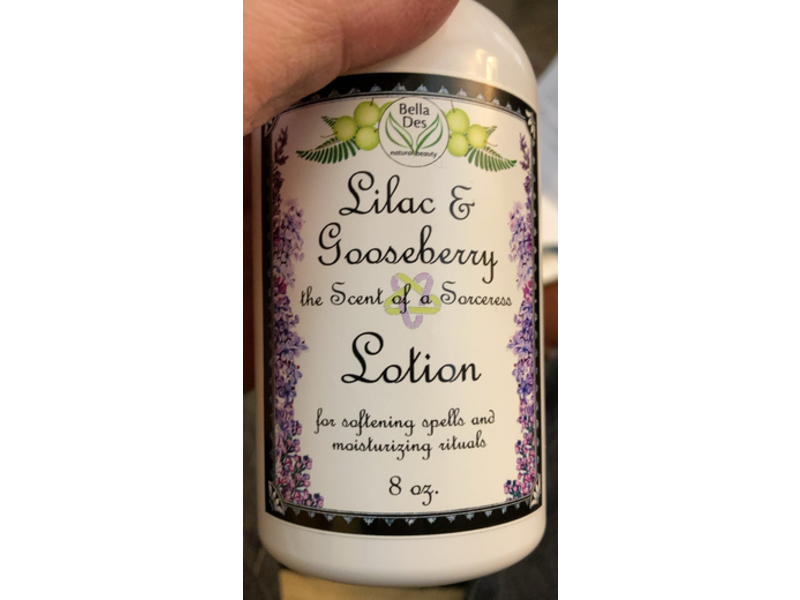 Bella
Des
natural beauty
Lilac &
Gooseberry
the Scent of a Sorceress
Lotion
for softening spells and
moisturizing rituals
8 oz.